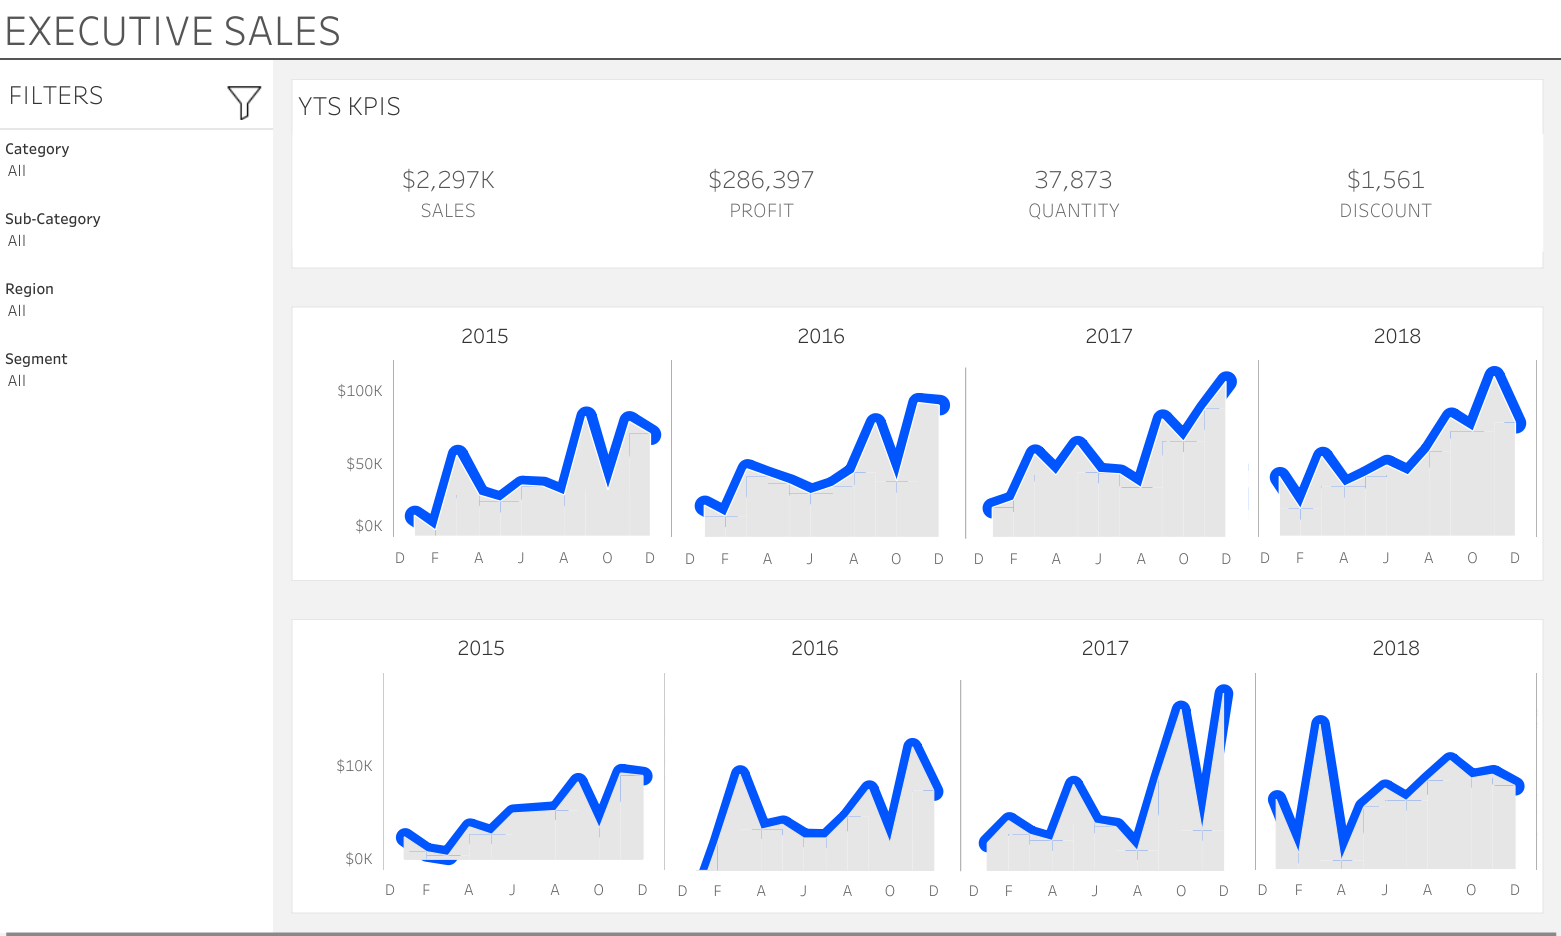 EXECUTIVE SALES
FILTERS
Category
All
Sub-Category
All
Region
All
Segment
All
YTS KPIS
$2,297K $286,397 37,873 $1,561
SALES PROFIT QUANTITY DISCOUNT
2015 2016 2017 2018
$100K
$50K
$0K
D F A J A O D D F A J A O D D F A J A O D D F A J A O D
2015 2016 2017 2018
$10K
$0K
D F A J A O D D F A J A O D D F A J A O D D F A J A O D